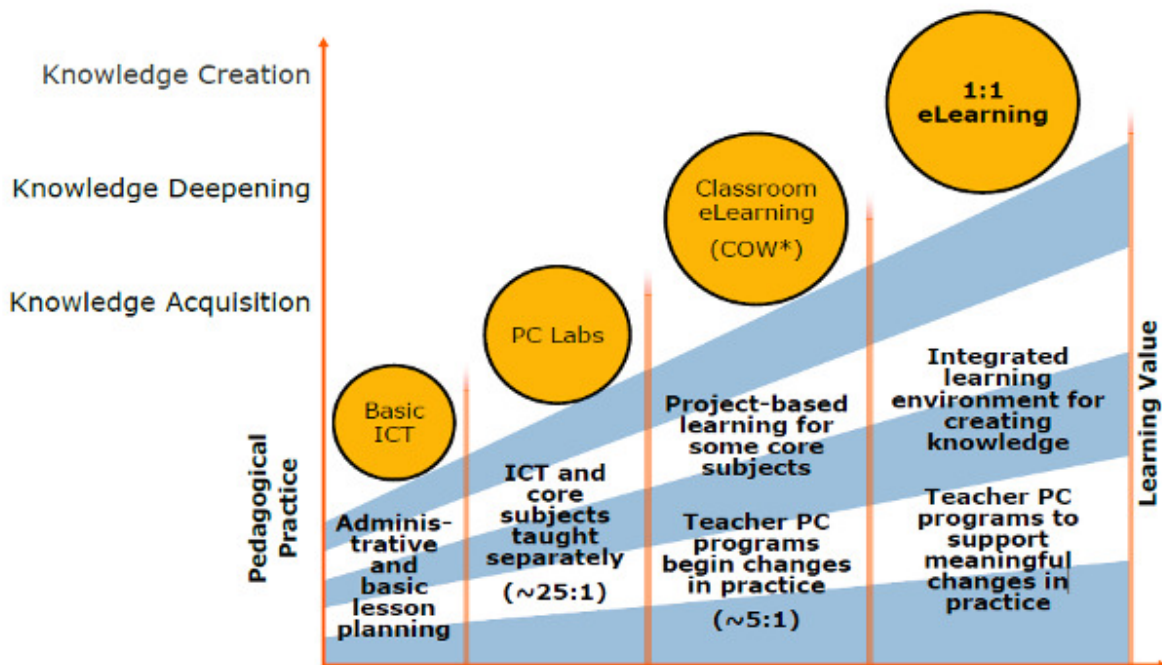 Knowledge Creation
Knowledge Deepening
Knowledge Acquisition
Pedagogical
Practice
Basic
ICT
PC Labs
Classroom
eLearning
(COW*)
1:1
eLearning
Adminis-
trative
and
basic
lesson
planning
ICT and
core
subjects
taught
separately
(~25:1)
Project-based
learning for
some core
subjects
Teacher PC
programs
begin changes
in practice
(~5:1)
Integrated
learning
environment for
creating
knowledge
Teacher PC
programs to
support
meaningful
changes in
practice
Learning Value